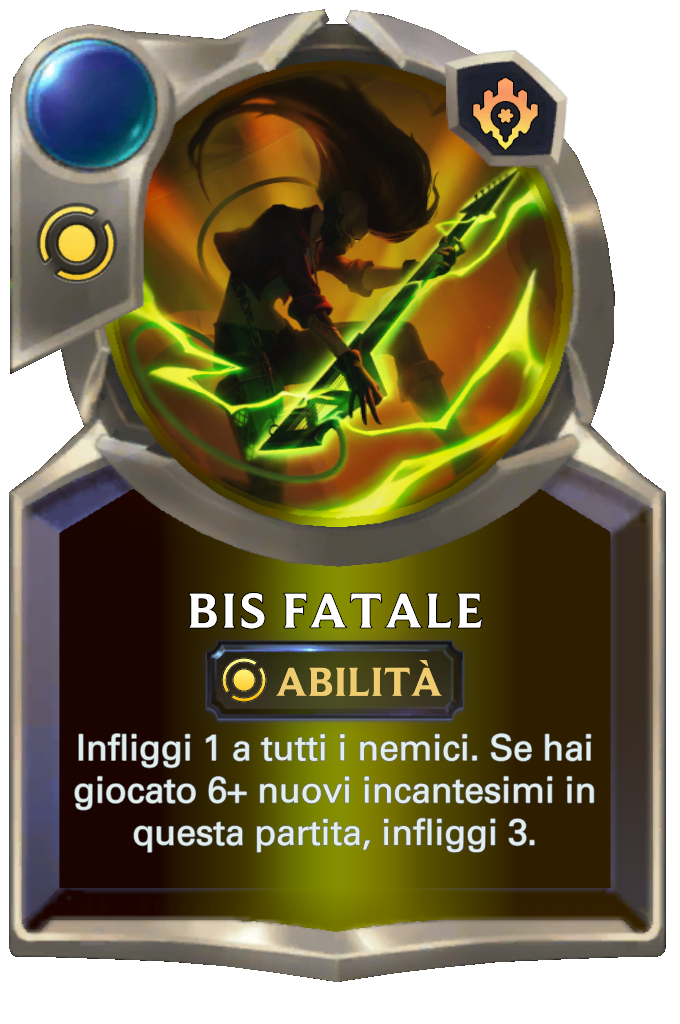 BIS FATALE
ABILITÀ
Infliggi 1 a tutti i nemici. Se hai
giocato 6+ nuovi incantesimi in
questa partita, infliggi 3.